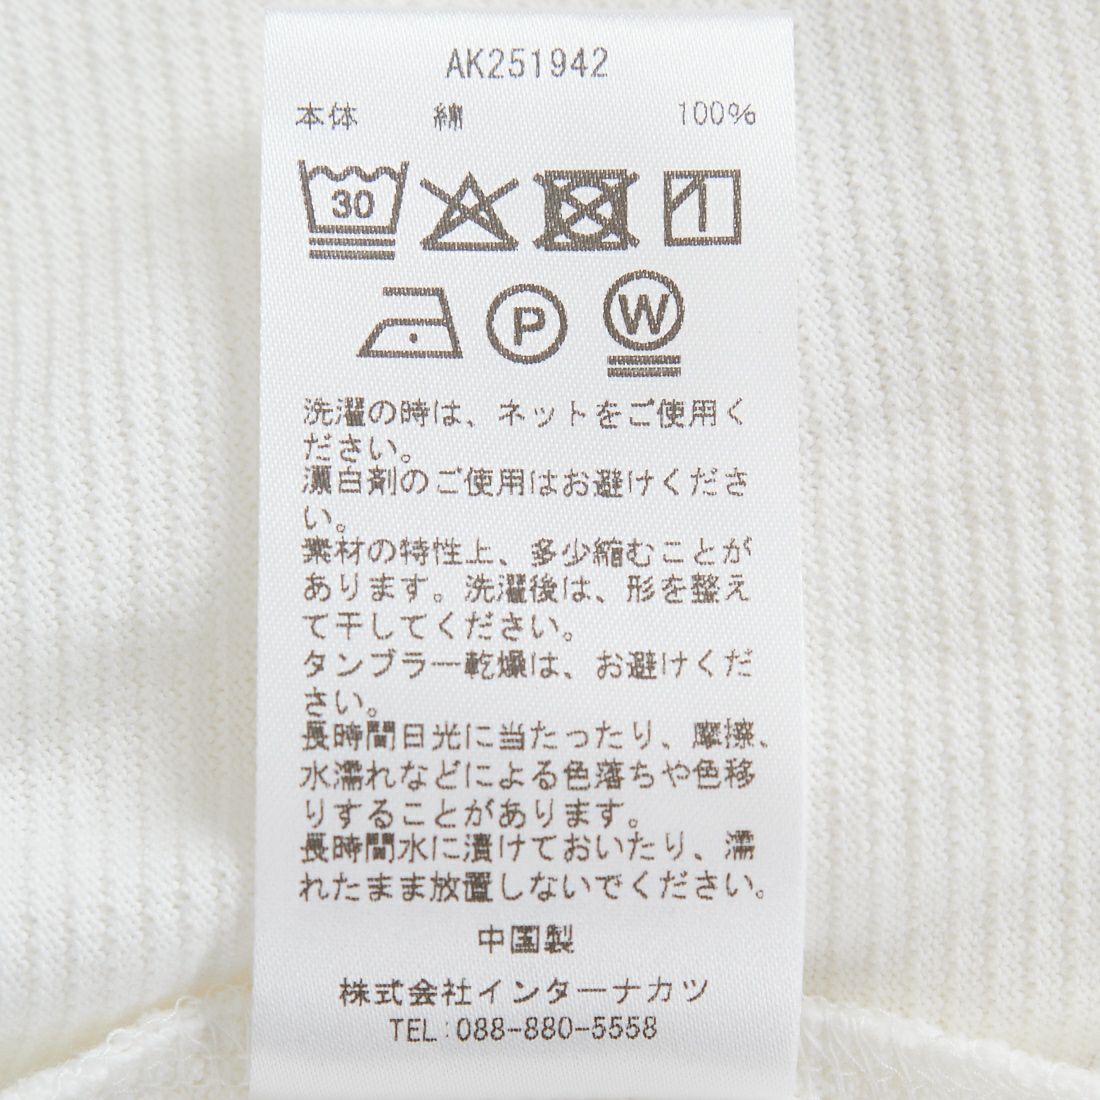 AK251942
本体 綿 100%
30
P W
洗濯の時は、ネットをご使用く
ださい。
漂白剤のご使用はお避けくださ
い。
素材の特性上、多少縮むことが
あります。洗濯後は、形を整え
て干してください。
タンブラー乾燥は、お避けくだ
さい。
長時間日光に当たったり、摩擦、
水濡れなどによる色落ちや色移
りすることがあります。
長時間水に漬けておいたり、濡
れたまま放置しないでください。
中国製
株式会社インターナカツ
TEL:088-880-5558